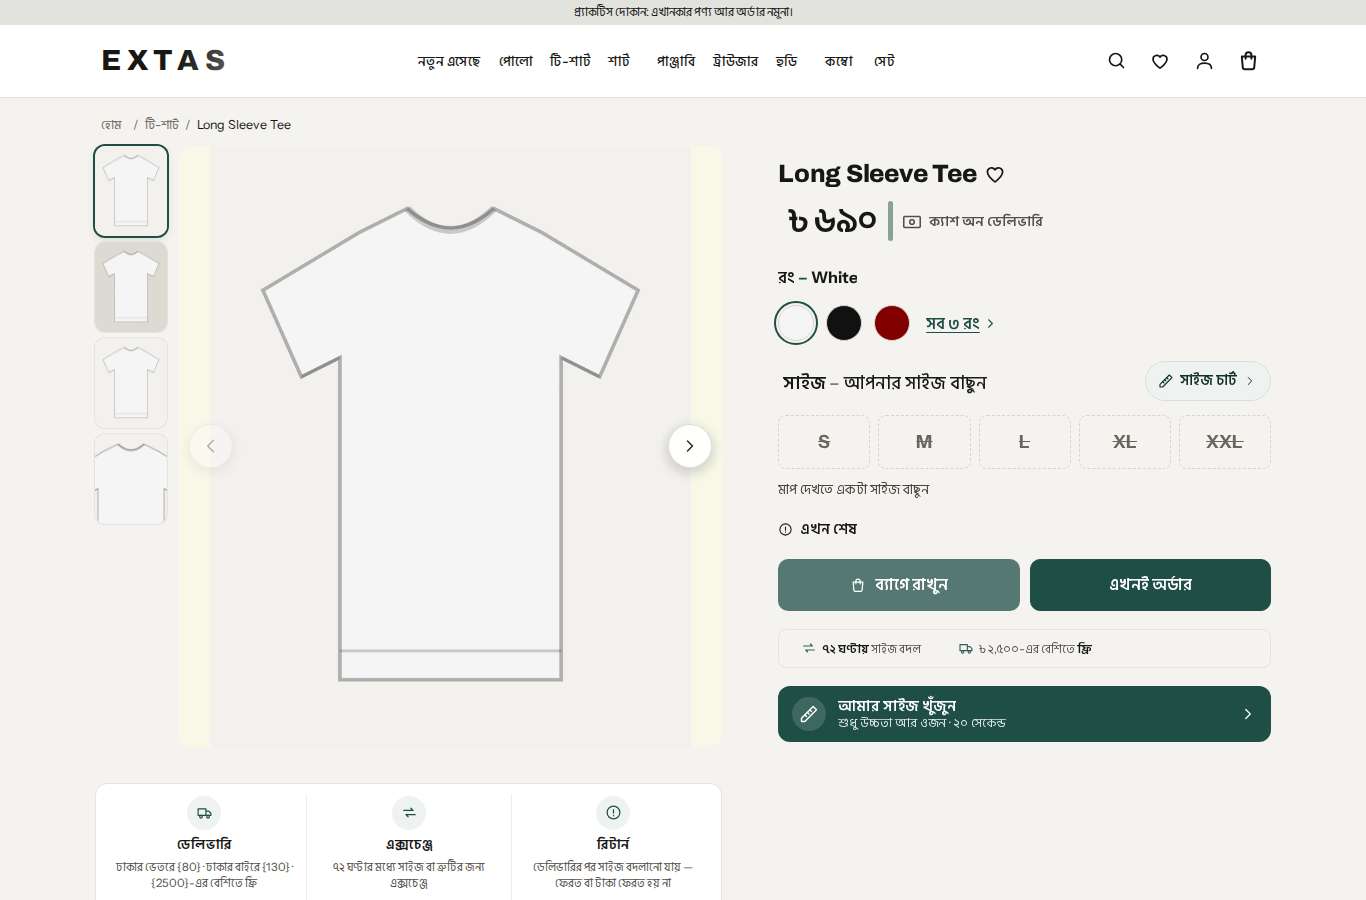 প্র্যাকটিস দোকান: এখানকার পণ্য আর অর্ডার নমুনা।
EXTAS
নতুন এসেছে পোলো টি-শার্ট শার্ট পাঞ্জাবি ট্রাউজার হুডি কম্বো সেট
হোম / টি-শার্ট / Long Sleeve Tee
Long Sleeve Tee
৳ ৬৯০
ক্যাশ অন ডেলিভারি
রং – White
সব ৩ রং
সাইজ – আপনার সাইজ বাছুন
সাইজ চার্ট
S M L XL XXL
মাপ দেখতে একটা সাইজ বাছুন
এখন শেষ
ব্যাগে রাখুন
এখনই অর্ডার
৭২ ঘণ্টায় সাইজ বদল
৳ ২,৫০০-এর বেশিতে ফ্রি
আমার সাইজ খুঁজুন
শুধু উচ্চতা আর ওজন · ২০ সেকেন্ড
ডেলিভারি
ঢাকার ভেতরে {80} · ঢাকার বাইরে {130} ·
{2500}-এর বেশিতে ফ্রি
এক্সচেঞ্জ
৭২ ঘণ্টার মধ্যে সাইজ বা ত্রুটির জন্য
এক্সচেঞ্জ
রিটার্ন
ডেলিভারির পর সাইজ বদলানো যায় —
ফেরত বা টাকা ফেরত হয় না